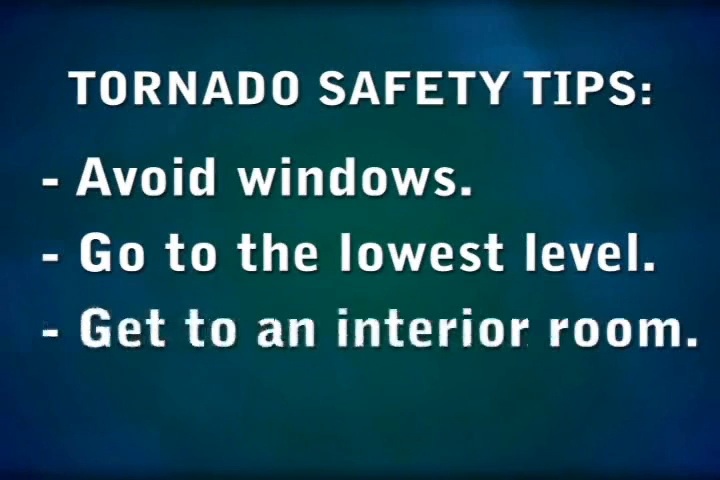 TORNADO SAFETY TIPS:
- Avoid windows.
- Go to the lowest level.
- Get to an interior room.